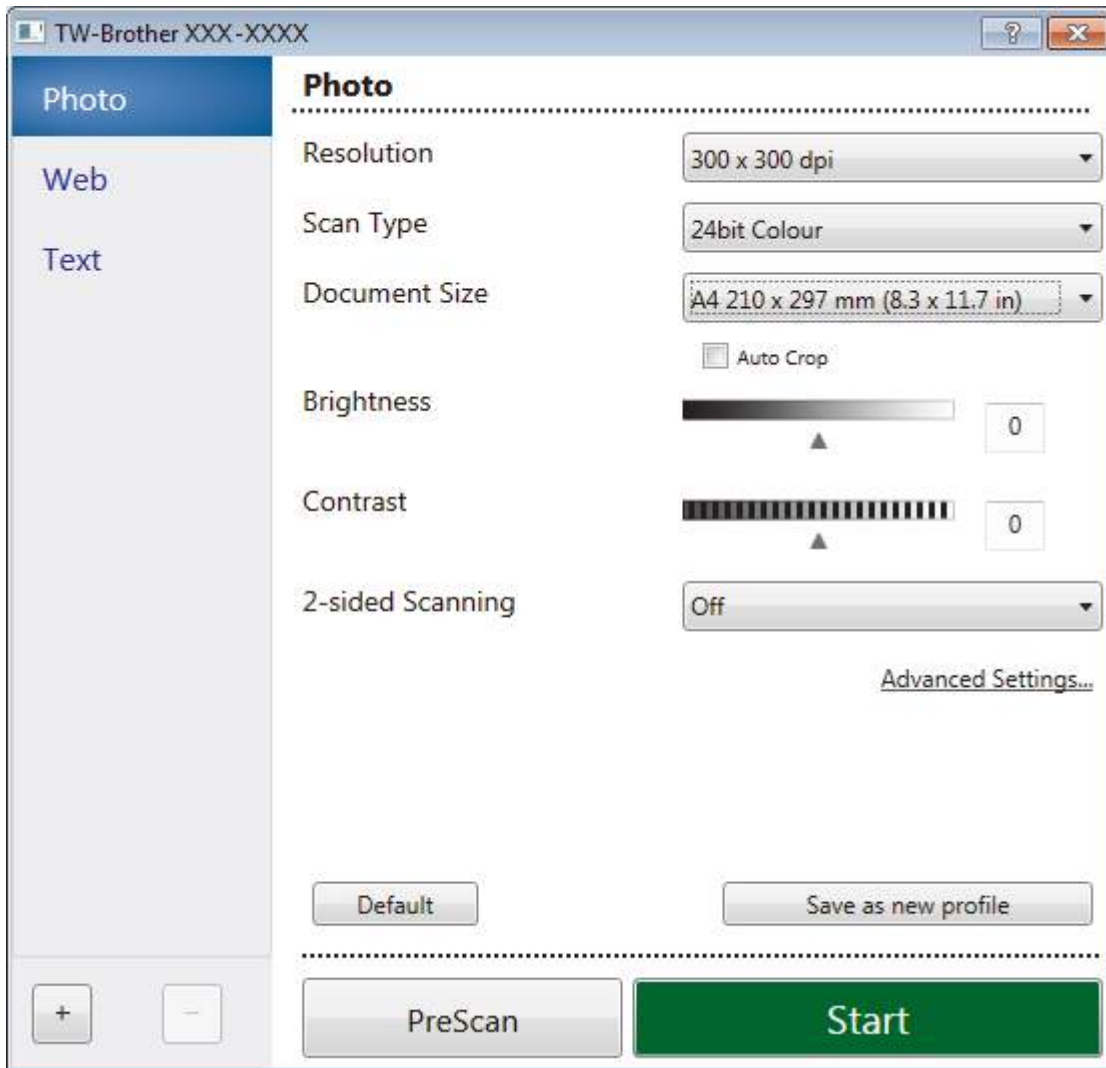 TW-Brother XXX-XXXX
Photo
Web
Text
Photo
Resolution
300 x 300 dpi
Scan Type
24bit Colour
Document Size
A4 210 x 297 mm (8.3 x 11.7 in)
Auto Crop
Brightness
0
Contrast
0
2-sided Scanning
Off
Advanced Settings...
Default
Save as new profile
+
−
PreScan
Start